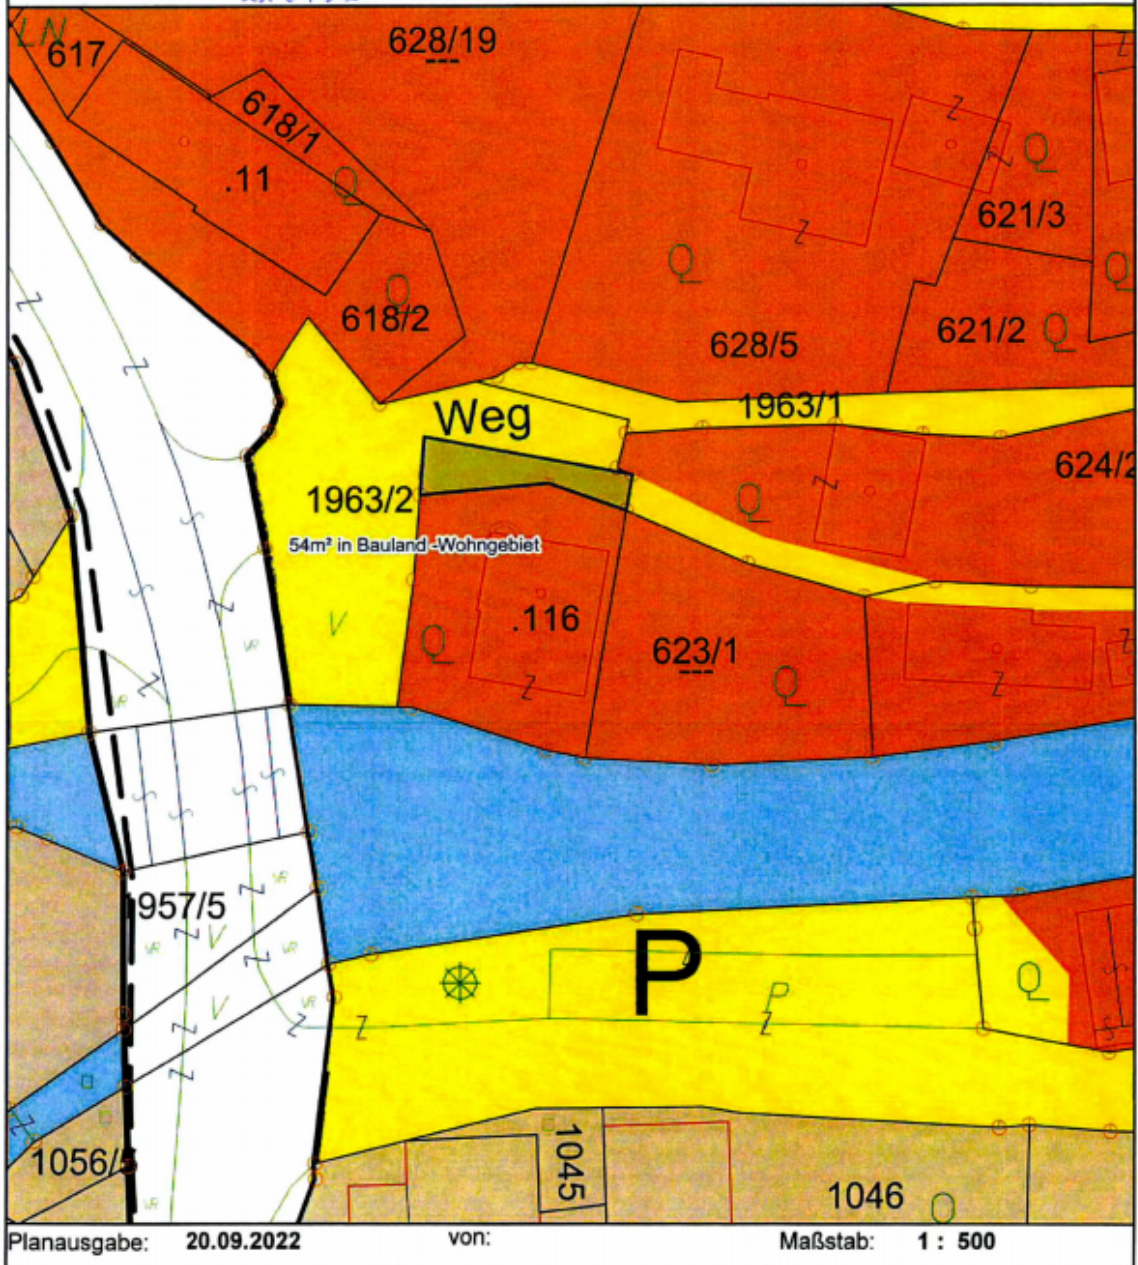 LN
617
628/19
618/1
.11
621/3
618/2
628/5
621/2
Weg
1963/1
624/2
1963/2
54m² in Bauland -Wohngebiet
.116
623/1
957/5
P
P
1056/5
1045
1046
Planausgabe: 20.09.2022 von: Maßstab: 1 : 500